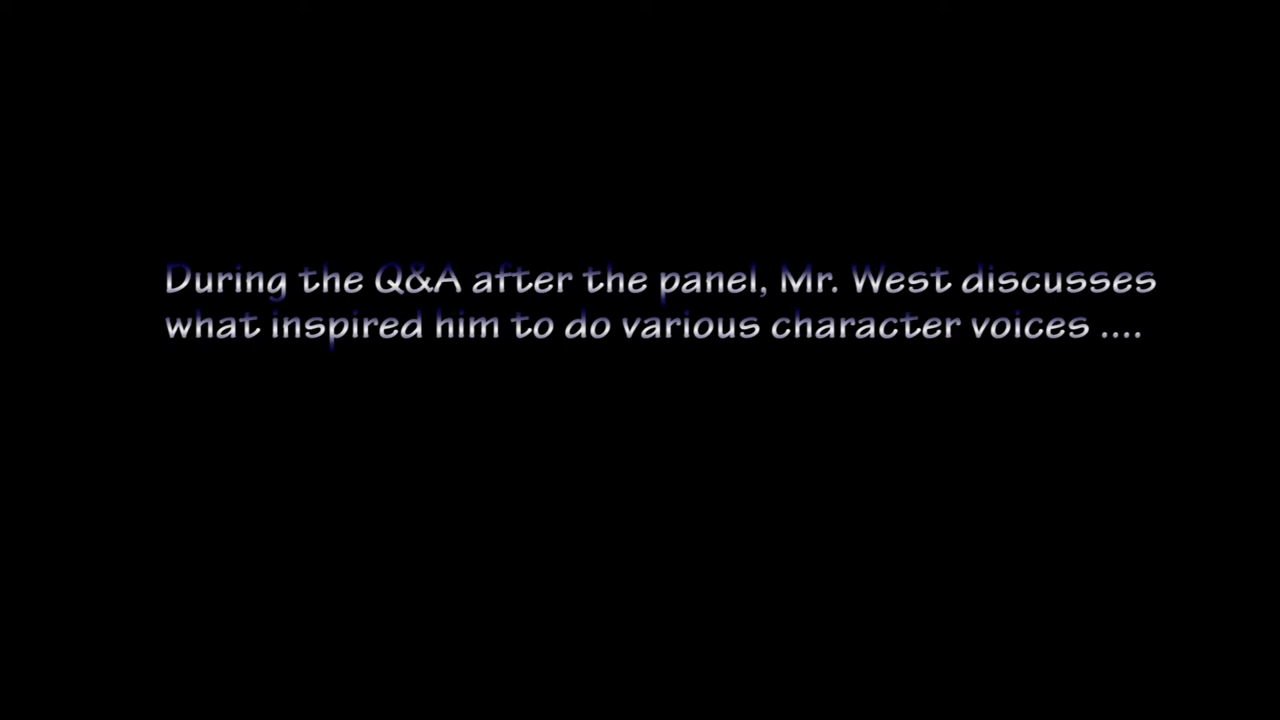 During the Q&A after the panel, Mr. West discusses
what inspired him to do various character voices ....